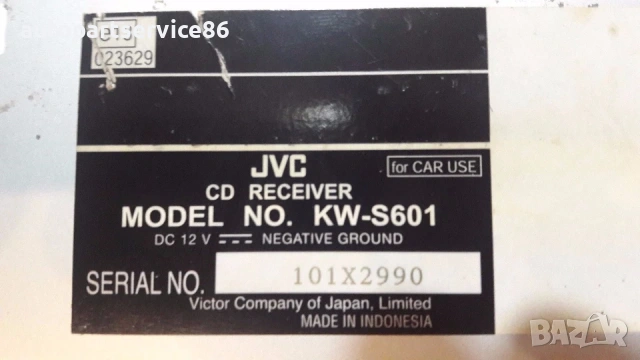 023629
JVC
for CAR USE
CD RECEIVER
MODEL NO. KW-S601
DC 12 V NEGATIVE GROUND
SERIAL NO. 101X2990
Victor Company of Japan, Limited
MADE IN INDONESIA
BAZAR